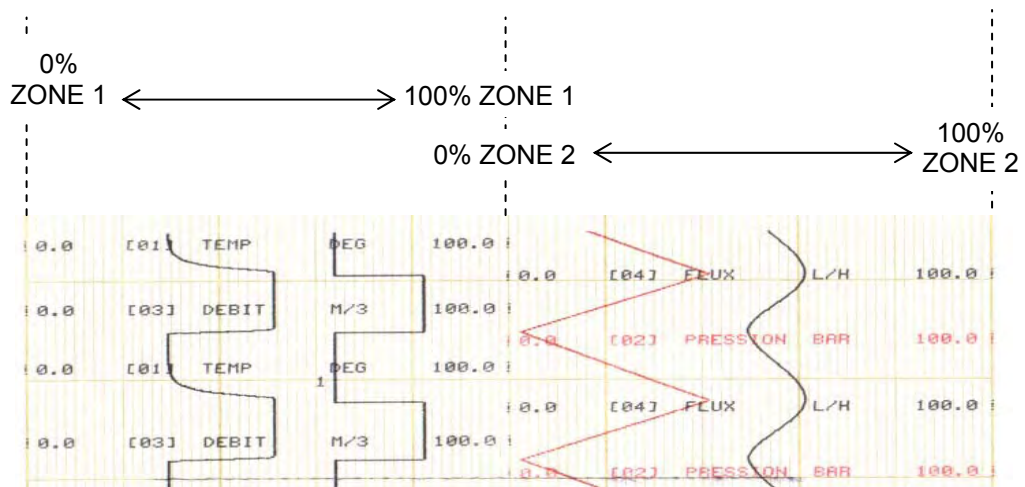 0%
ZONE 1
100% ZONE 1
0% ZONE 2
100%
ZONE 2
0.0 [01] TEMP DEG 100.0
0.0 [04] FLUX L/H 100.0
0.0 [03] DEBIT M/3 100.0
0.0 [02] PRESSION BAR 100.0
0.0 [01] TEMP DEG 100.0
1
0.0 [04] FLUX L/H 100.0
0.0 [03] DEBIT M/3 100.0
0.0 [02] PRESSION BAR 100.0